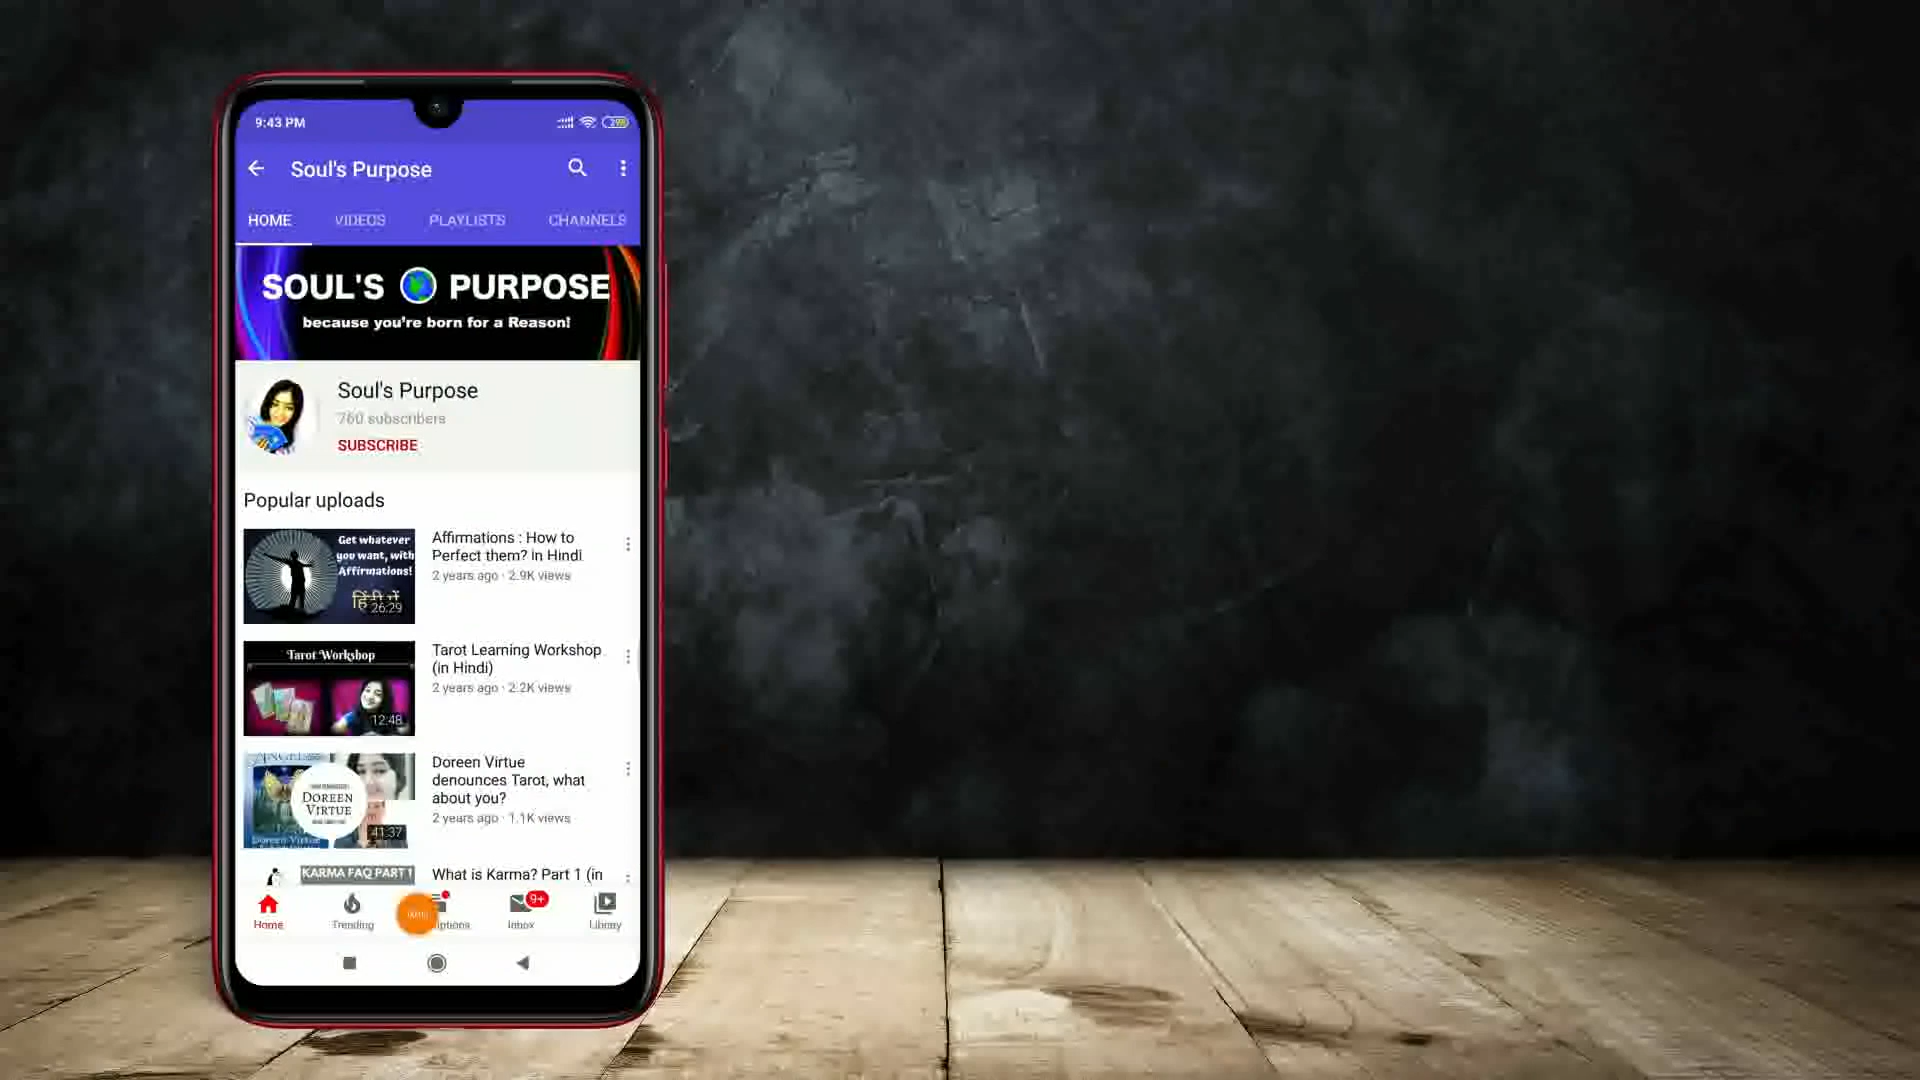 9:43 PM
Soul's Purpose
HOME VIDEOS PLAYLISTS CHANNELS
SOUL'S PURPOSE
because you're born for a Reason!
Soul's Purpose
760 subscribers
SUBSCRIBE
Popular uploads
Get whatever
you want, with
Affirmations!
हिंदी में
26:29
Affirmations : How to
Perfect them? in Hindi
2 years ago · 2.9K views
Tarot Workshop
12:48
Tarot Learning Workshop
(in Hindi)
2 years ago · 2.2K views
DOREEN
VIRTUE
Doreen Virtue
41:37
Doreen Virtue
denounces Tarot, what
about you?
2 years ago · 1.1K views
KARMA FAQ PART 1
What is Karma? Part 1 (in
9+
Home Trending Inbox Library